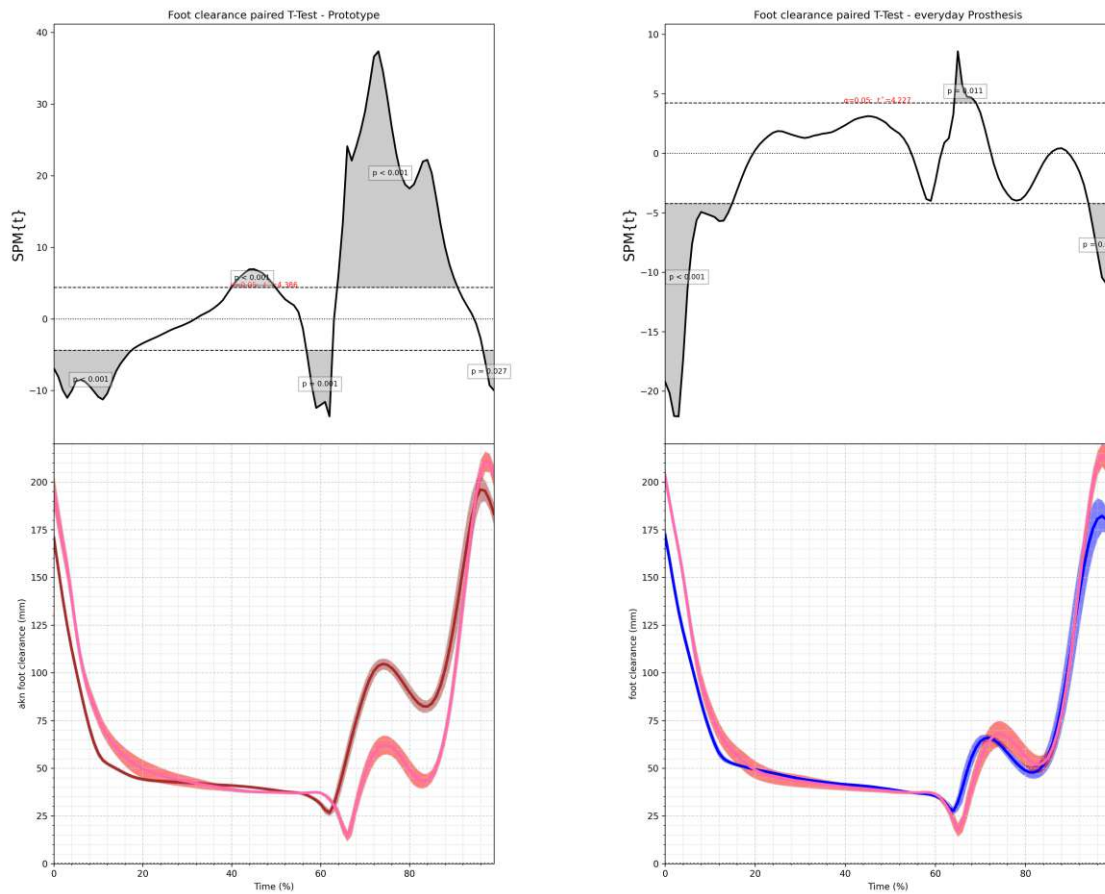 Foot clearance paired T-Test - Prototype
40
30
20
10
0
−10
SPM{t}
p < 0.001
p < 0.001
p = 0.001
p < 0.001
p = 0.027
200
175
150
125
100
75
50
25
0
akn foot clearance (mm)
0 20 40 60 80
Time (%)
Foot clearance paired T-Test - everyday Prosthesis
10
5
0
−5
−10
−15
−20
SPM{t}
α=0.05: t*=4.227
p < 0.001
p = 0.011
200
175
150
125
100
75
50
25
0
foot clearance (mm)
0 20 40 60 80
Time (%)